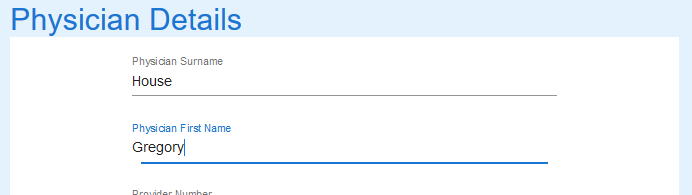 Physician Details
Physician Surname
House
Physician First Name
Gregory
Provider Number